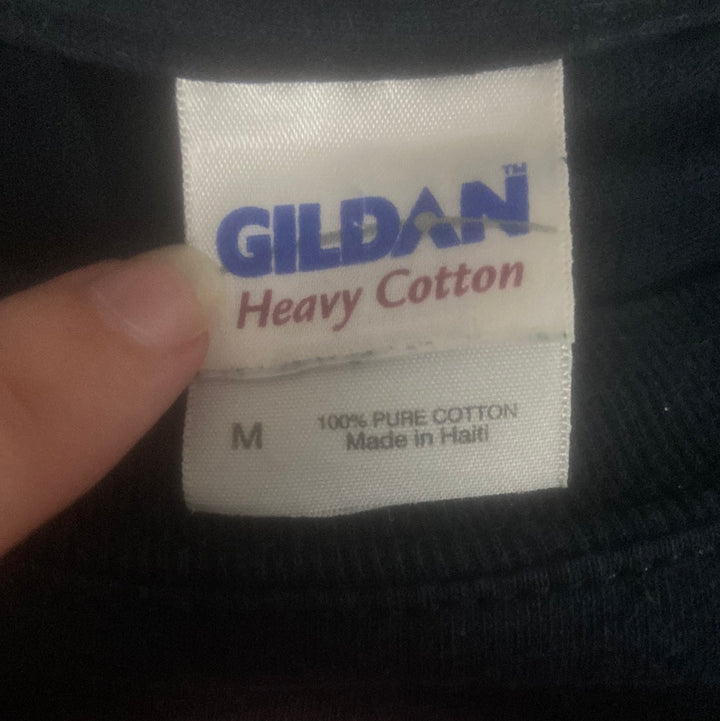 GILDAN™
Heavy Cotton
M 100% PURE COTTON
Made in Haiti